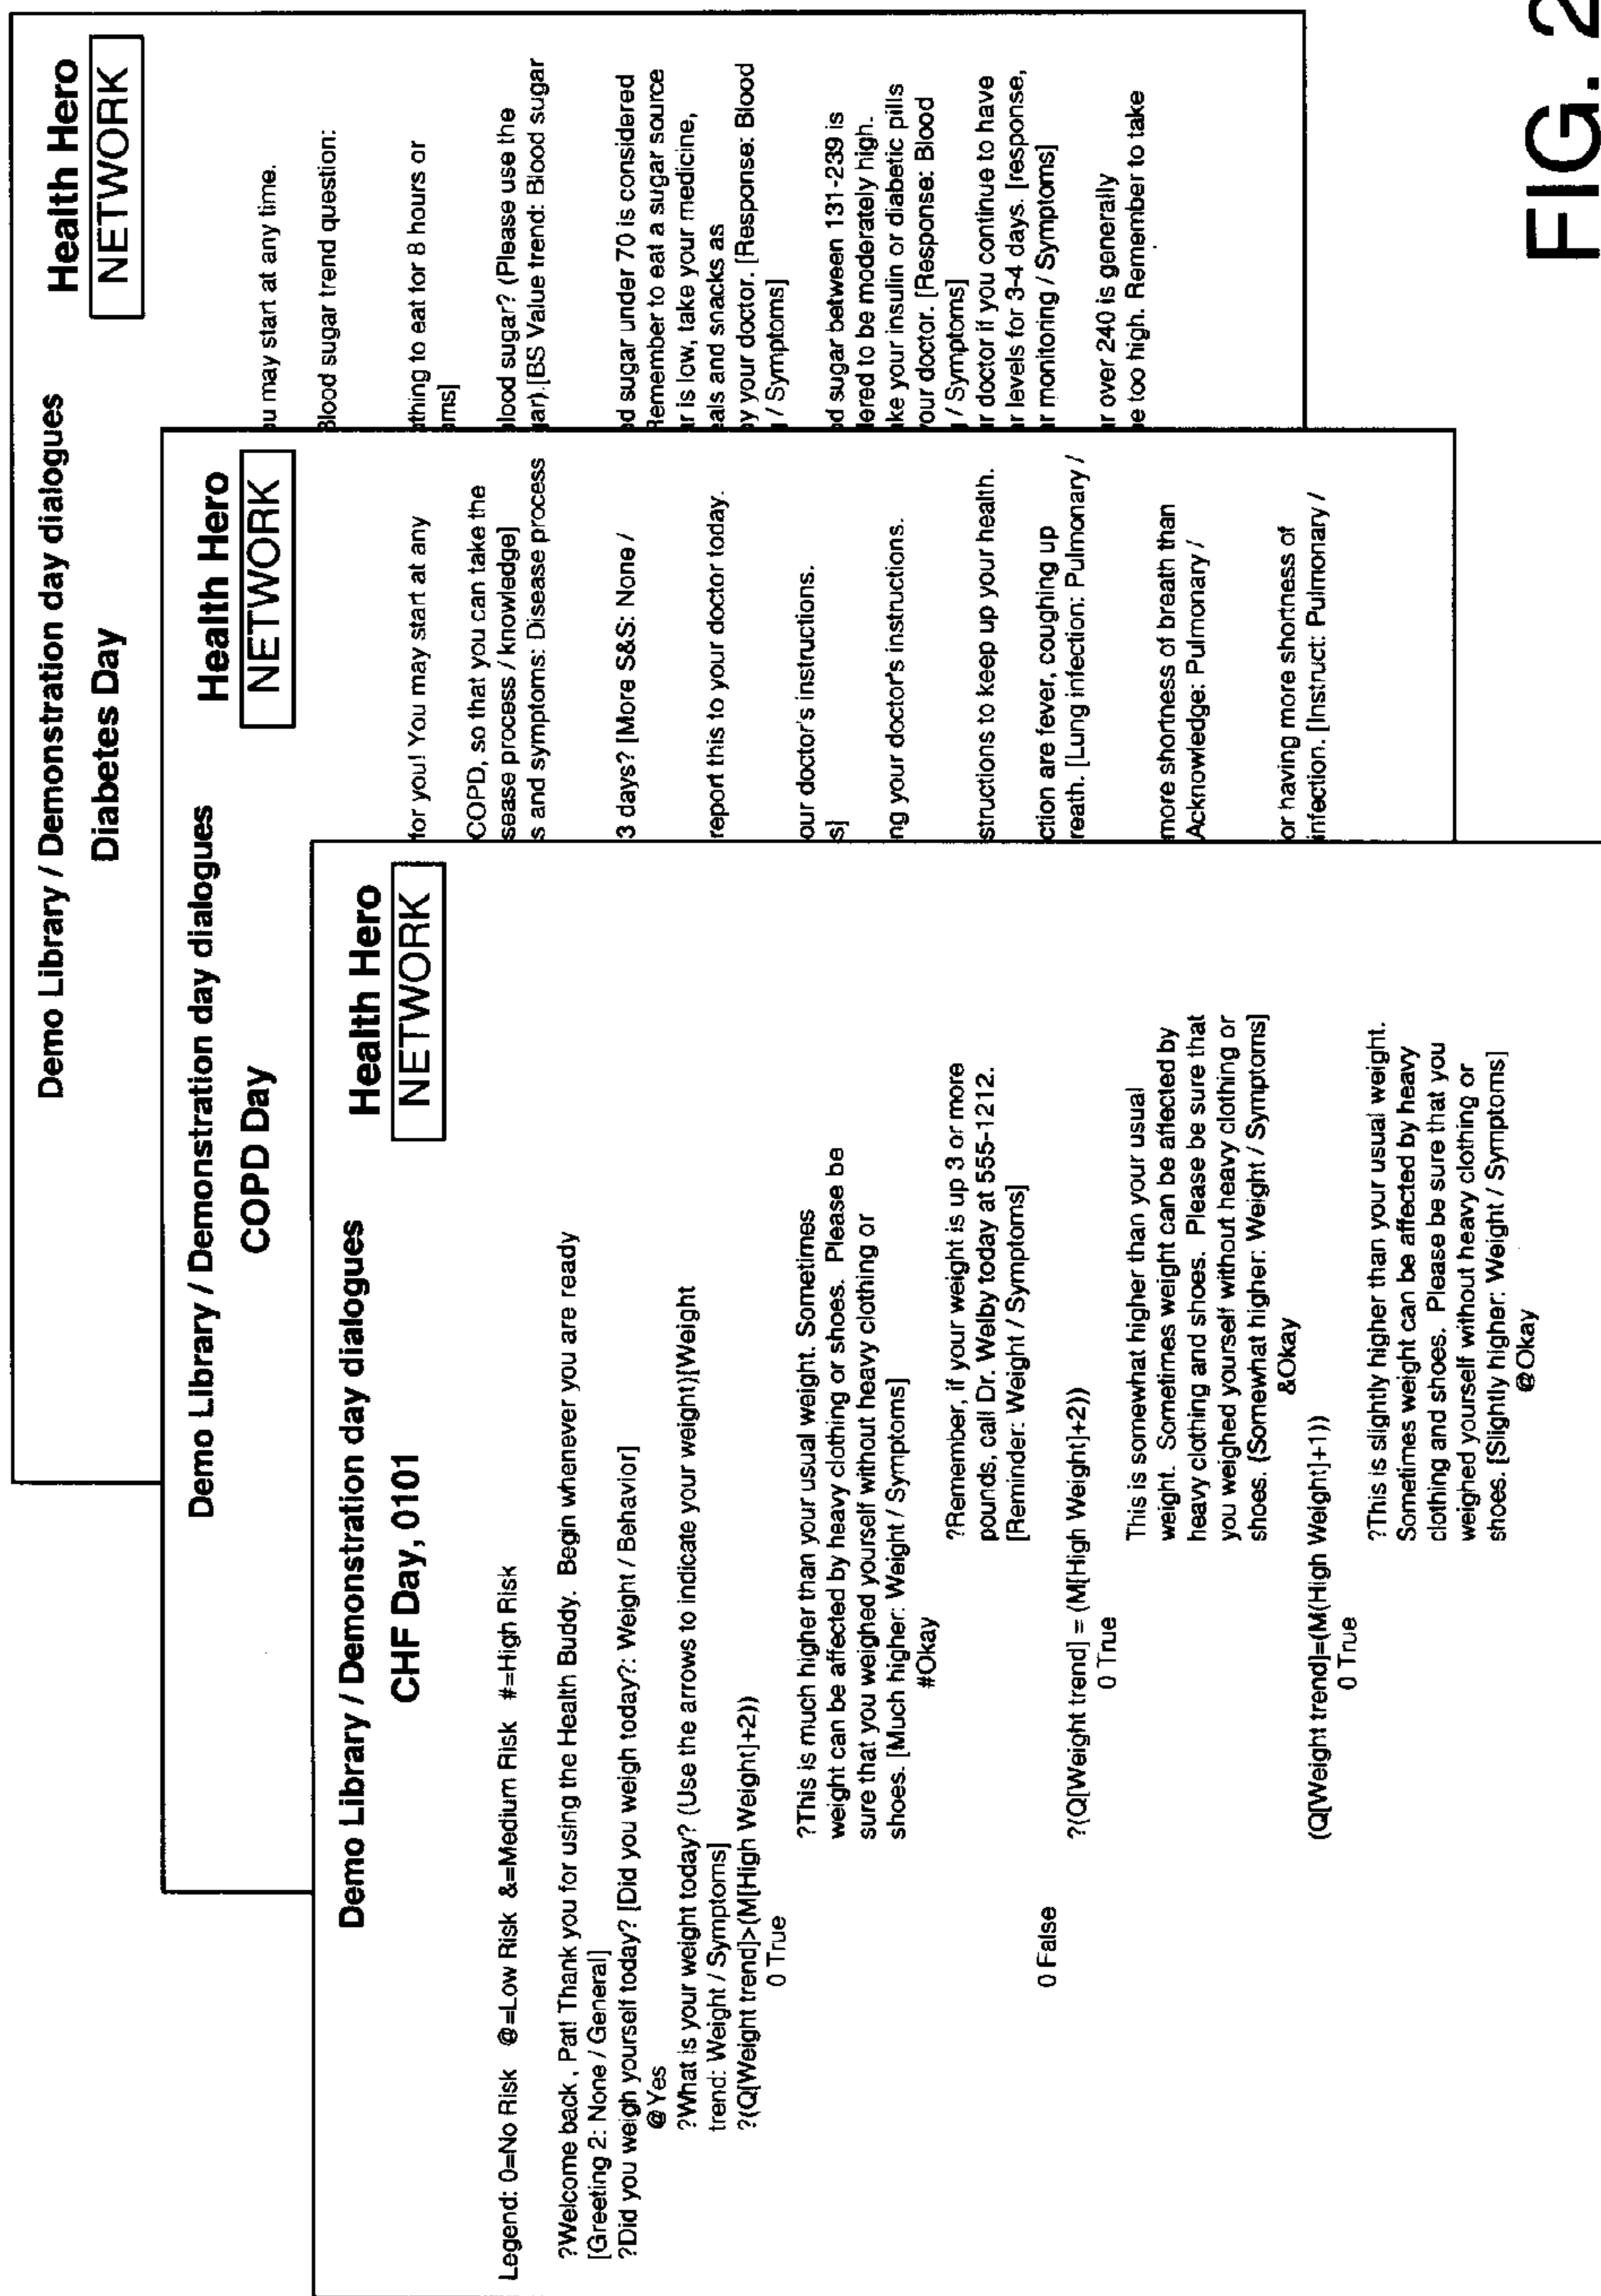 Demo Library / Demonstration day dialogues
Diabetes Day
Health Hero
NETWORK
u may start at any time.
Blood sugar trend question:
thing to eat for 8 hours or
ms]
lood sugar? (Please use the
gar).[BS Value trend: Blood sugar
od sugar under 70 is considered
Remember to eat a sugar source
ar is low, take your medicine,
eals and snacks as
by your doctor. [Response: Blood
/ Symptoms]
od sugar between 131-239 is
ered to be moderately high.
ke your insulin or diabetic pills
your doctor. [Response: Blood
/ Symptoms]
ur doctor if you continue to have
ar levels for 3-4 days. [response,
ar monitoring / Symptoms]
ar over 240 is generally
be too high. Remember to take
Demo Library / Demonstration day dialogues
COPD Day
Health Hero
NETWORK
for you! You may start at any
COPD, so that you can take the
sease process / knowledge]
s and symptoms: Disease process
3 days? [More S&S: None /
report this to your doctor today.
our doctor's instructions.
s]
ng your doctor's instructions.
structions to keep up your health.
ction are fever, coughing up
reath. [Lung infection: Pulmonary /
more shortness of breath than
Acknowledge: Pulmonary /
or having more shortness of
infection. [Instruct: Pulmonary /
Demo Library / Demonstration day dialogues
CHF Day, 0101
Health Hero
NETWORK
Legend: 0=No Risk @=Low Risk &=Medium Risk #=High Risk
?Welcome back , Pat! Thank you for using the Health Buddy. Begin whenever you are ready
[Greeting 2: None / General]
?Did you weigh yourself today? [Did you weigh today?: Weight / Behavior]
@Yes
?What is your weight today? (Use the arrows to indicate your weight)[Weight
trend: Weight / Symptoms]
?(Q[Weight trend]>(M[High Weight]+2))
0 True
?This is much higher than your usual weight. Sometimes
weight can be affected by heavy clothing or shoes. Please be
sure that you weighed yourself without heavy clothing or
shoes. [Much higher: Weight / Symptoms]
#Okay
?Remember, if your weight is up 3 or more
pounds, call Dr. Wellby today at 555-1212.
[Reminder: Weight / Symptoms]
0 False
?(Q[Weight trend] = (M[High Weight]+2))
0 True
This is somewhat higher than your usual
weight. Sometimes weight can be affected by
heavy clothing and shoes. Please be sure that
you weighed yourself without heavy clothing or
shoes. (Somewhat higher: Weight / Symptoms]
&Okay
(Q[Weight trend]=(M(High Weight]+1))
0 True
?This is slightly higher than your usual weight.
Sometimes weight can be affected by heavy
clothing and shoes. Please be sure that you
weighed yourself without heavy clothing or
shoes. [Slightly higher: Weight / Symptoms]
@Okay
FIG. 2